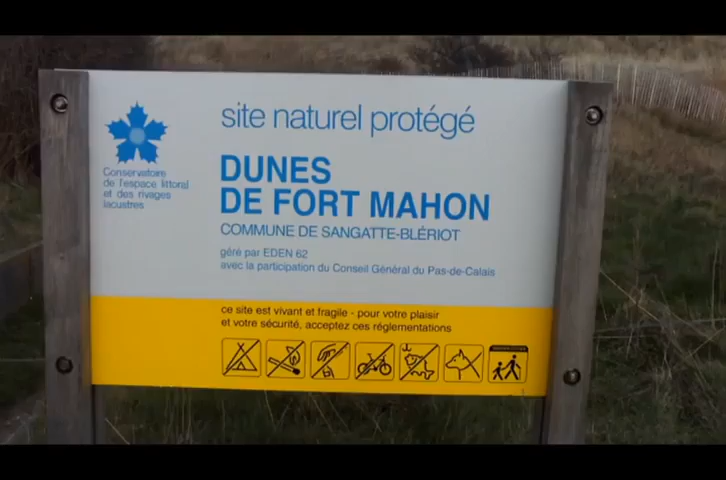 Conservatoire
de l'espace littoral
et des rivages
lacustres
site naturel protégé
DUNES
DE FORT MAHON
COMMUNE DE SANGATTE-BLÉRIOT
géré par EDEN 62
avec la participation du Conseil Général du Pas-de-Calais
ce site est vivant et fragile - pour votre plaisir
et votre sécurité, acceptez ces réglementations